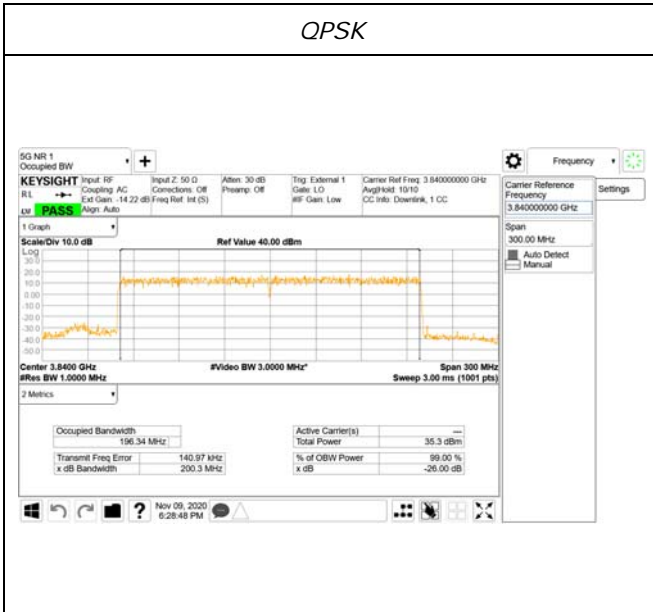 QPSK
5G NR 1
Occupied BW
Frequency
KEYSIGHT
R L
PASS
Input: RF
Coupling: AC
Ext Gain: -14.22 dB
Align: Auto
Input Z: 50 Ω
Corrections: Off
Freq Ref: Int (S)
Atten: 30 dB
Preamp: Off
Trig: External 1
Gate: LO
#IF Gain: Low
Carrier Ref Freq: 3.840000000 GHz
Avg|Hold: 10/10
CC Info: Downlink, 1 CC
Carrier Reference
Frequency
3.840000000 GHz
Settings
Span
300.00 MHz
Auto Detect
Manual
1 Graph
Scale/Div 10.0 dB
Ref Value 40.00 dBm
Log
30.0
20.0
10.0
0.00
-10.0
-20.0
-30.0
-40.0
-50.0
Center 3.8400 GHz
#Video BW 3.0000 MHz*
Span 300 MHz
#Res BW 1.0000 MHz
Sweep 3.00 ms (1001 pts)
2 Metrics
Occupied Bandwidth
196.34 MHz
Active Carrier(s) ---
Total Power 35.3 dBm
Transmit Freq Error 140.97 kHz
% of OBW Power 99.00 %
x dB Bandwidth 200.3 MHz
x dB -26.00 dB
?
Nov 09, 2020
6:28:48 PM